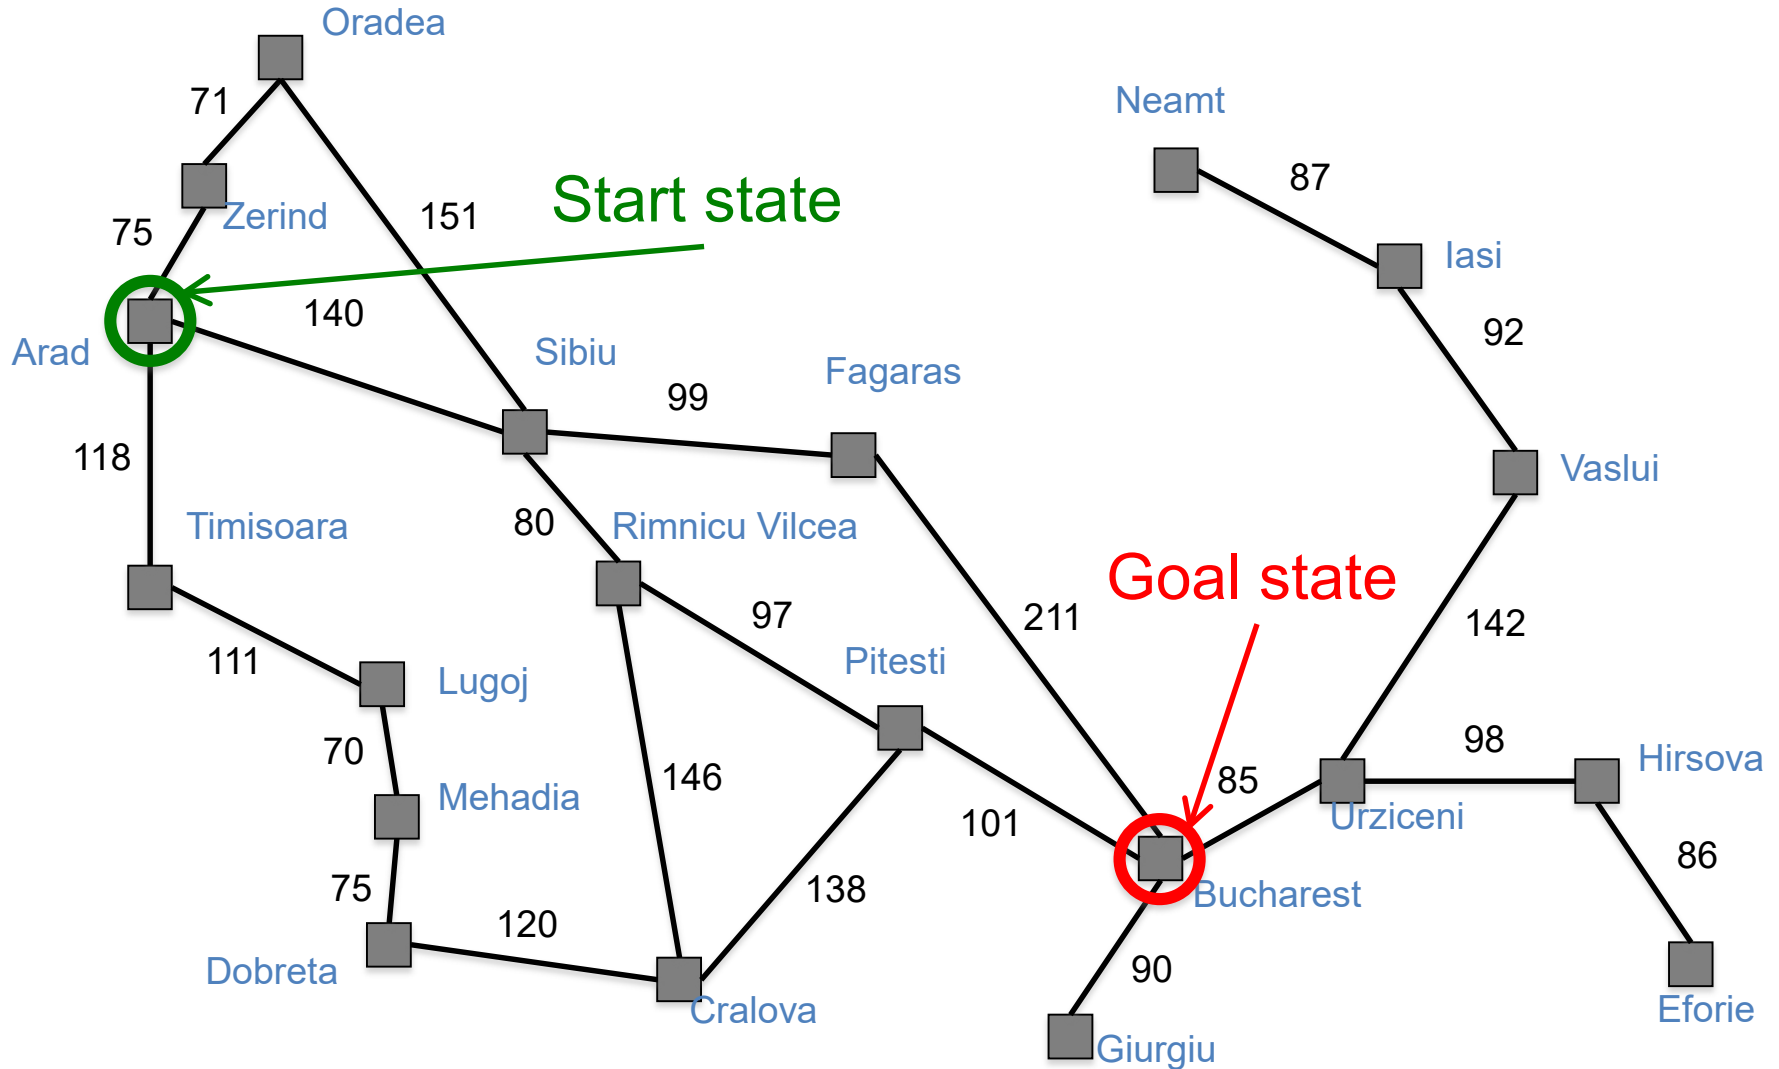 Oradea
71
Neamt
87
Zerind
151
Start state
75
Iasi
140
92
Arad
Sibiu
Fagaras
99
118
Vaslui
Timisoara
80
Rimnicu Vilcea
Goal state
97
211
142
111
Lugoj
Pitesti
70
146
98
Hirsova
85
Mehadia
101
Urziceni
86
75
138
120
Bucharest
Dobreta
90
Cralova
Eforie
Giurgiu